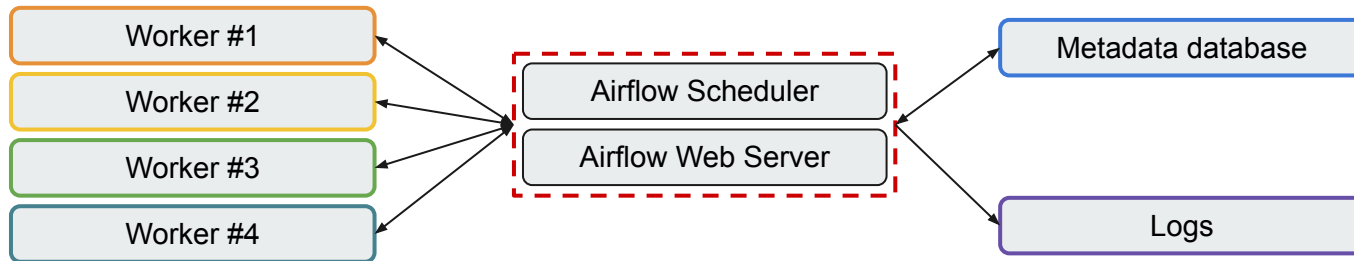 Worker #1
Worker #2
Worker #3
Worker #4
Airflow Scheduler
Airflow Web Server
Metadata database
Logs